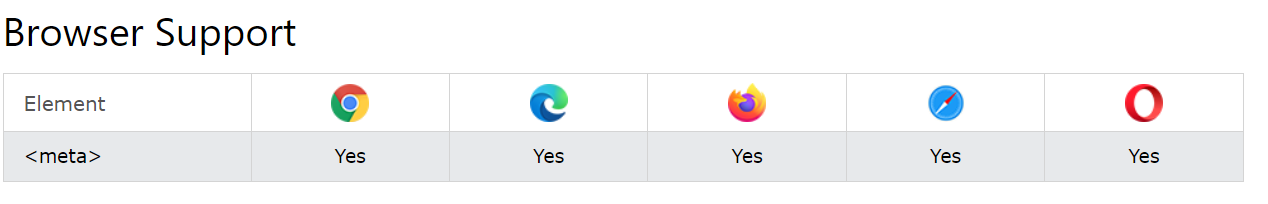 Browser Support
Element
<meta> Yes Yes Yes Yes Yes